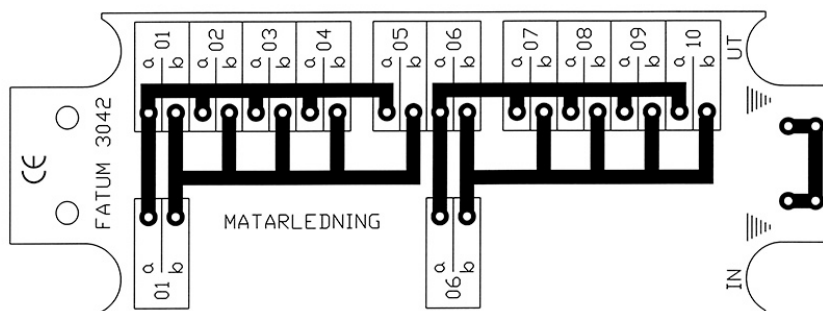 01 02 03 04 05 06 07 08 09 10
a b a b a b a b a b a b a b a b a b a b
UT
CE
FATUM 3042
MATARLEDNING
a b a b
01 06
IN